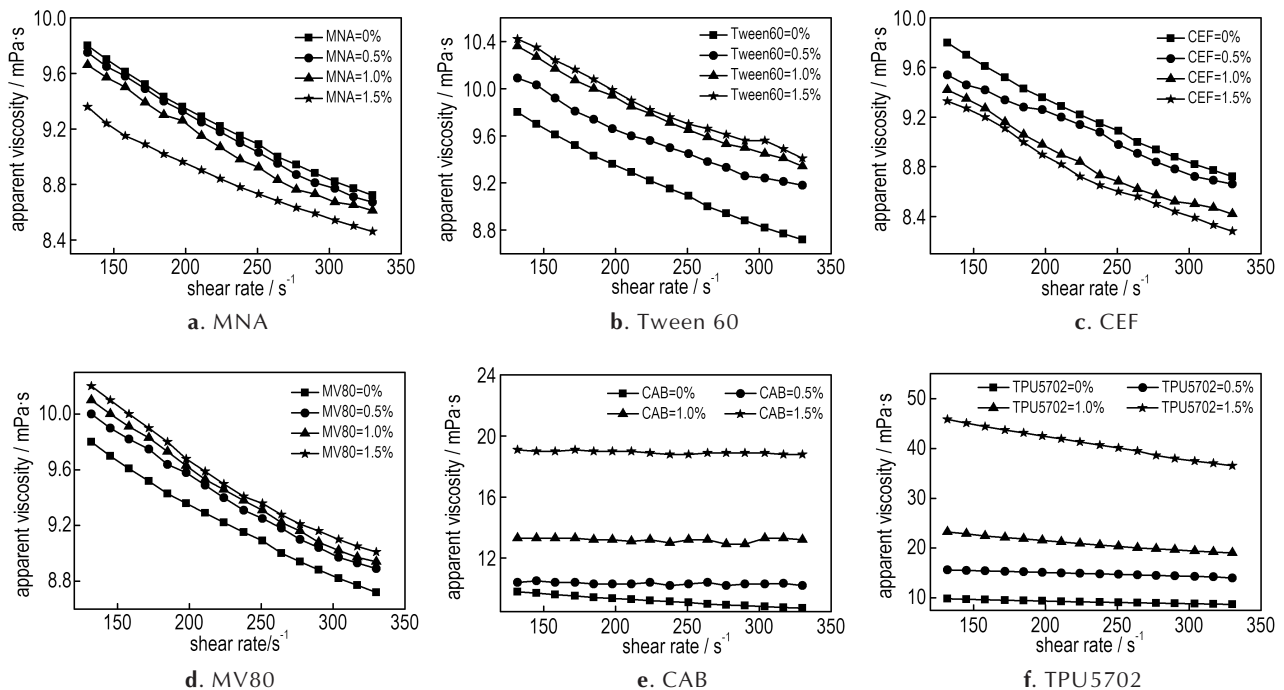 10.0
9.6
9.2
8.8
8.4
apparent viscosity / mPa·s
MNA=0%
MNA=0.5%
MNA=1.0%
MNA=1.5%
150 200 250 300 350
shear rate / s⁻¹
a. MNA
10.4
10.0
9.6
9.2
8.8
apparent viscosity / mPa·s
Tween60=0%
Tween60=0.5%
Tween60=1.0%
Tween60=1.5%
150 200 250 300 350
shear rate / s⁻¹
b. Tween 60
10.0
9.6
9.2
8.8
8.4
apparent viscosity / mPa·s
CEF=0%
CEF=0.5%
CEF=1.0%
CEF=1.5%
150 200 250 300 350
shear rate / s⁻¹
c. CEF
10.0
9.6
9.2
8.8
apparent viscosity / mPa·s
MV80=0%
MV80=0.5%
MV80=1.0%
MV80=1.5%
150 200 250 300 350
shear rate/s⁻¹
d. MV80
24
20
16
12
apparent viscosity / mPa·s
CAB=0% CAB=0.5%
CAB=1.0% CAB=1.5%
150 200 250 300 350
shear rate / s⁻¹
e. CAB
50
40
30
20
10
apparent viscosity / mPa·s
TPU5702=0% TPU5702=0.5%
TPU5702=1.0% TPU5702=1.5%
150 200 250 300 350
shear rate / s⁻¹
f. TPU5702